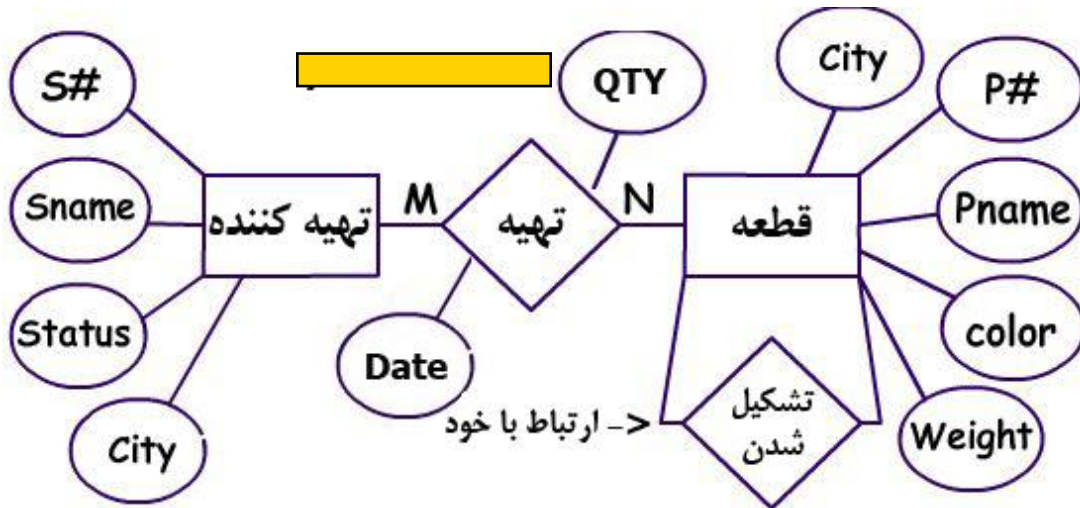 S#
QTY
City
P#
Sname
تهیه کننده
M
تهیه
N
قطعه
Pname
Status
Date
color
ارتباط با خود ->
تشکیل
شدن
City
Weight